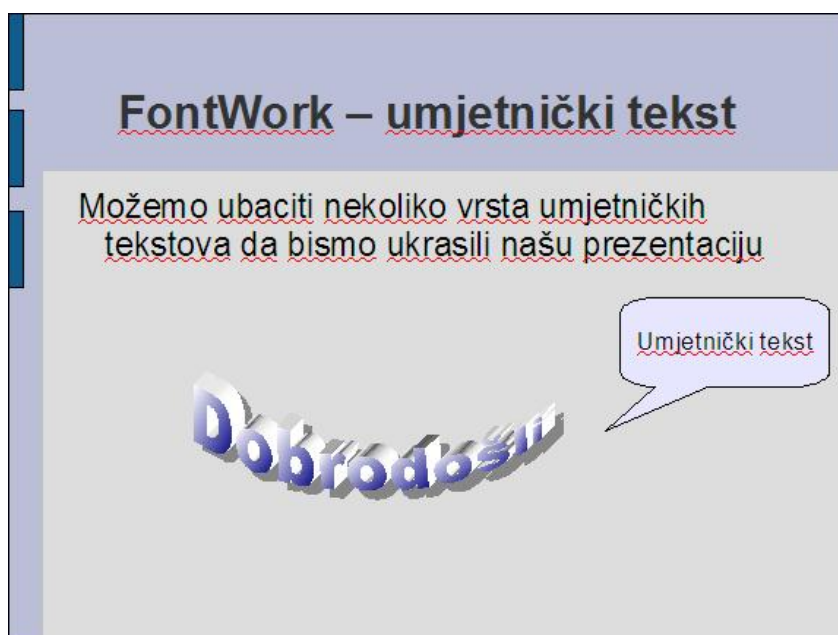 FontWork – umjetnički tekst
Možemo ubaciti nekoliko vrsta umjetničkih
tekstova da bismo ukrasili našu prezentaciju
Umjetnički tekst
Dobrodošli